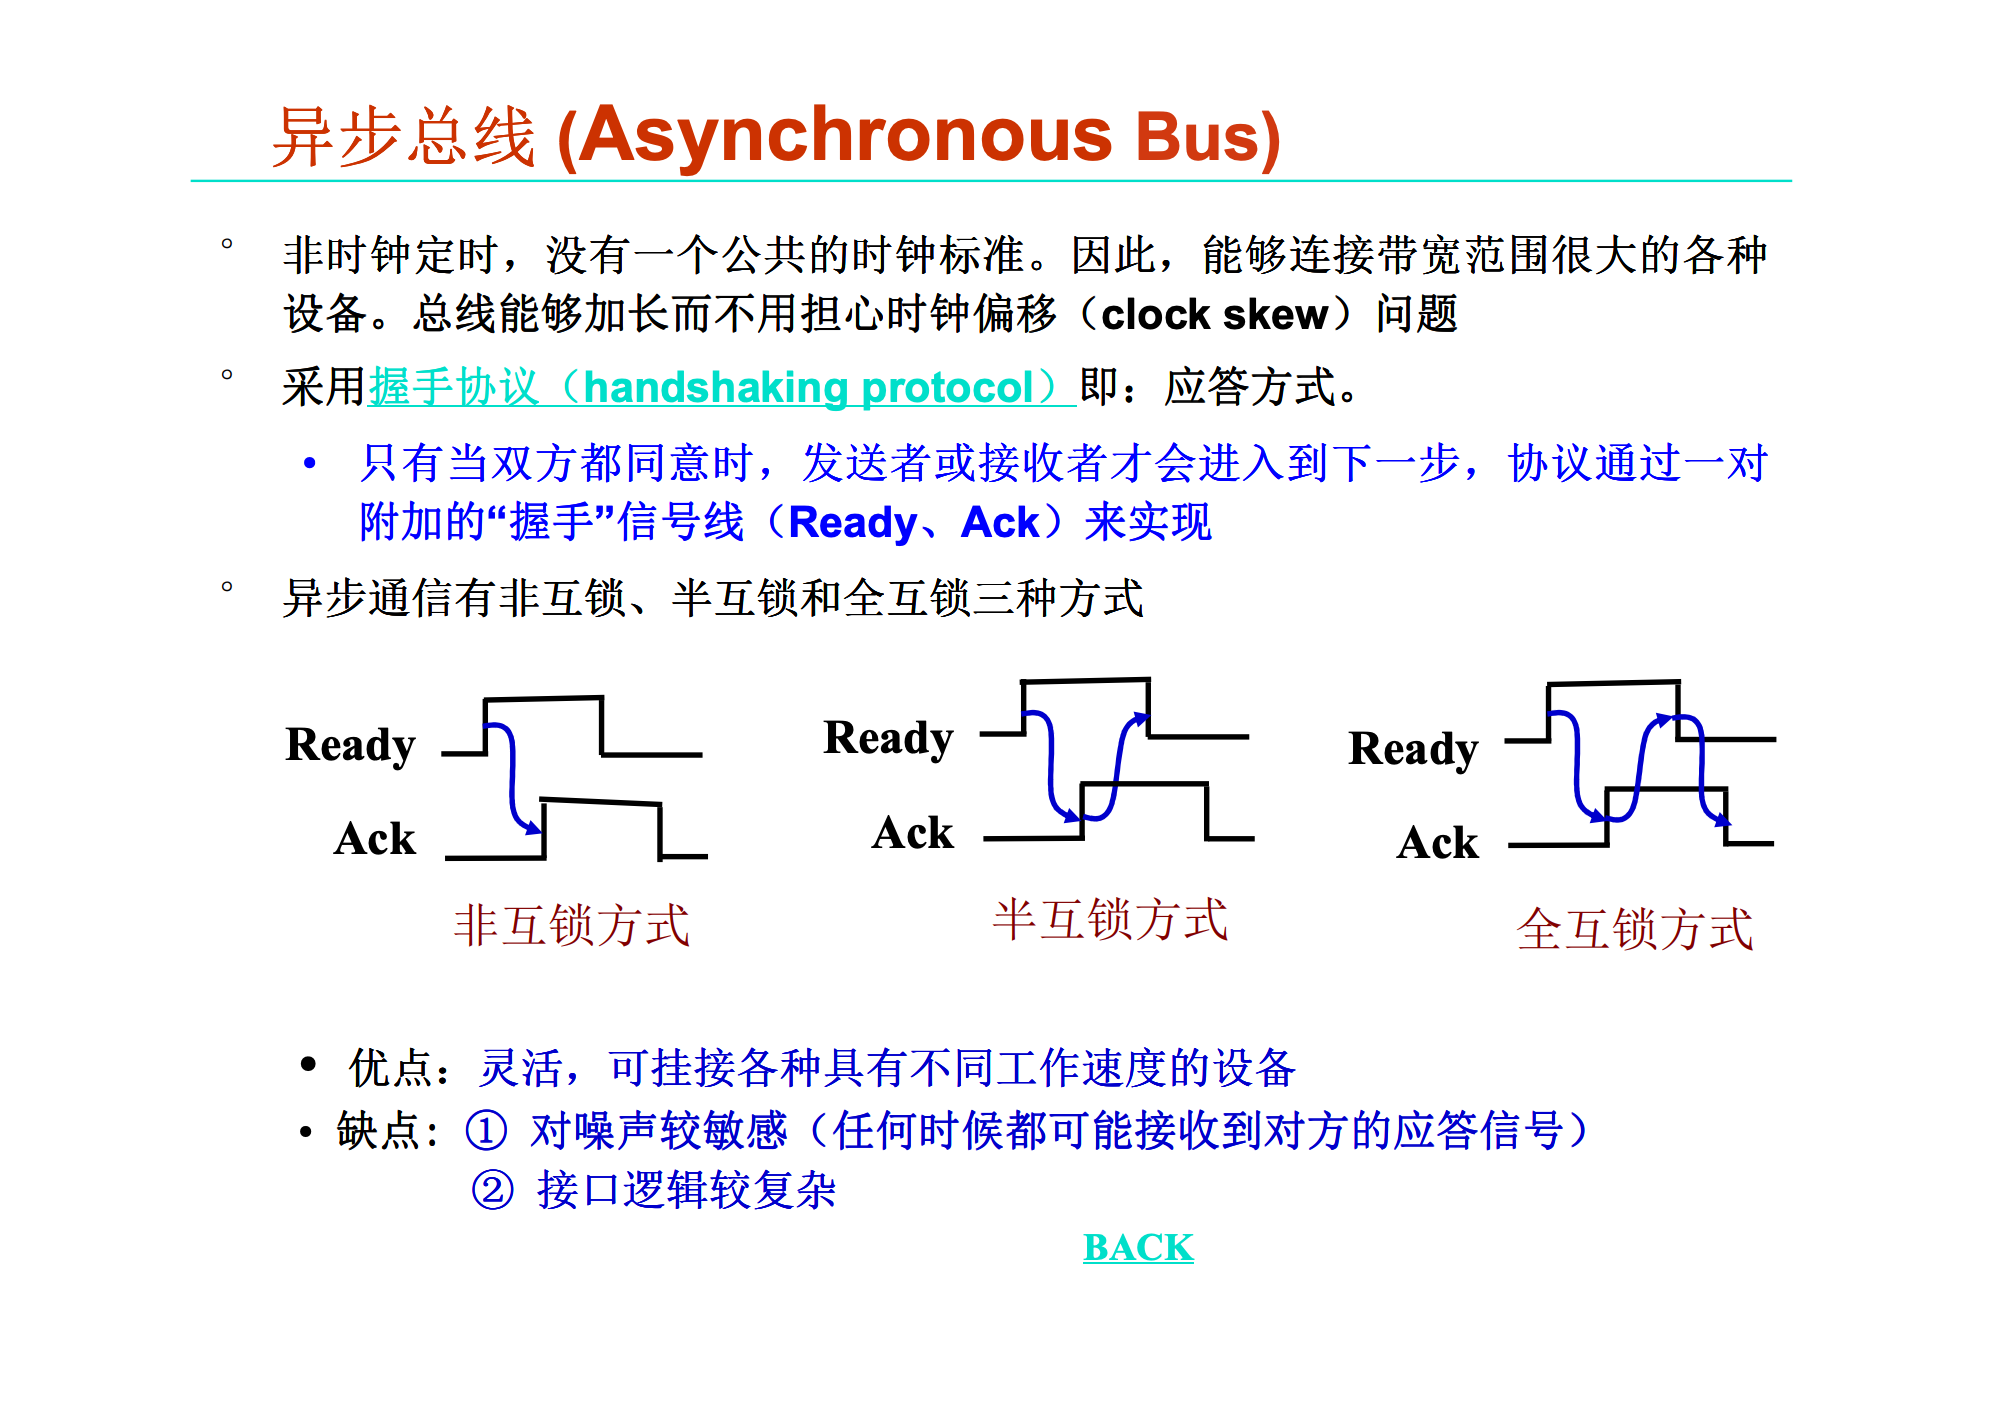 异步总线 (Asynchronous Bus)
° 非时钟定时，没有一个公共的时钟标准。因此，能够连接带宽范围很大的各种
设备。总线能够加长而不用担心时钟偏移（clock skew）问题
° 采用握手协议（handshaking protocol）即：应答方式。
• 只有当双方都同意时，发送者或接收者才会进入到下一步，协议通过一对
附加的“握手”信号线（Ready、Ack）来实现
° 异步通信有非互锁、半互锁和全互锁三种方式
Ready
Ack
非互锁方式
Ready
Ack
半互锁方式
Ready
Ack
全互锁方式
• 优点：灵活，可挂接各种具有不同工作速度的设备
• 缺点: ① 对噪声较敏感（任何时候都可能接收到对方的应答信号）
② 接口逻辑较复杂
BACK